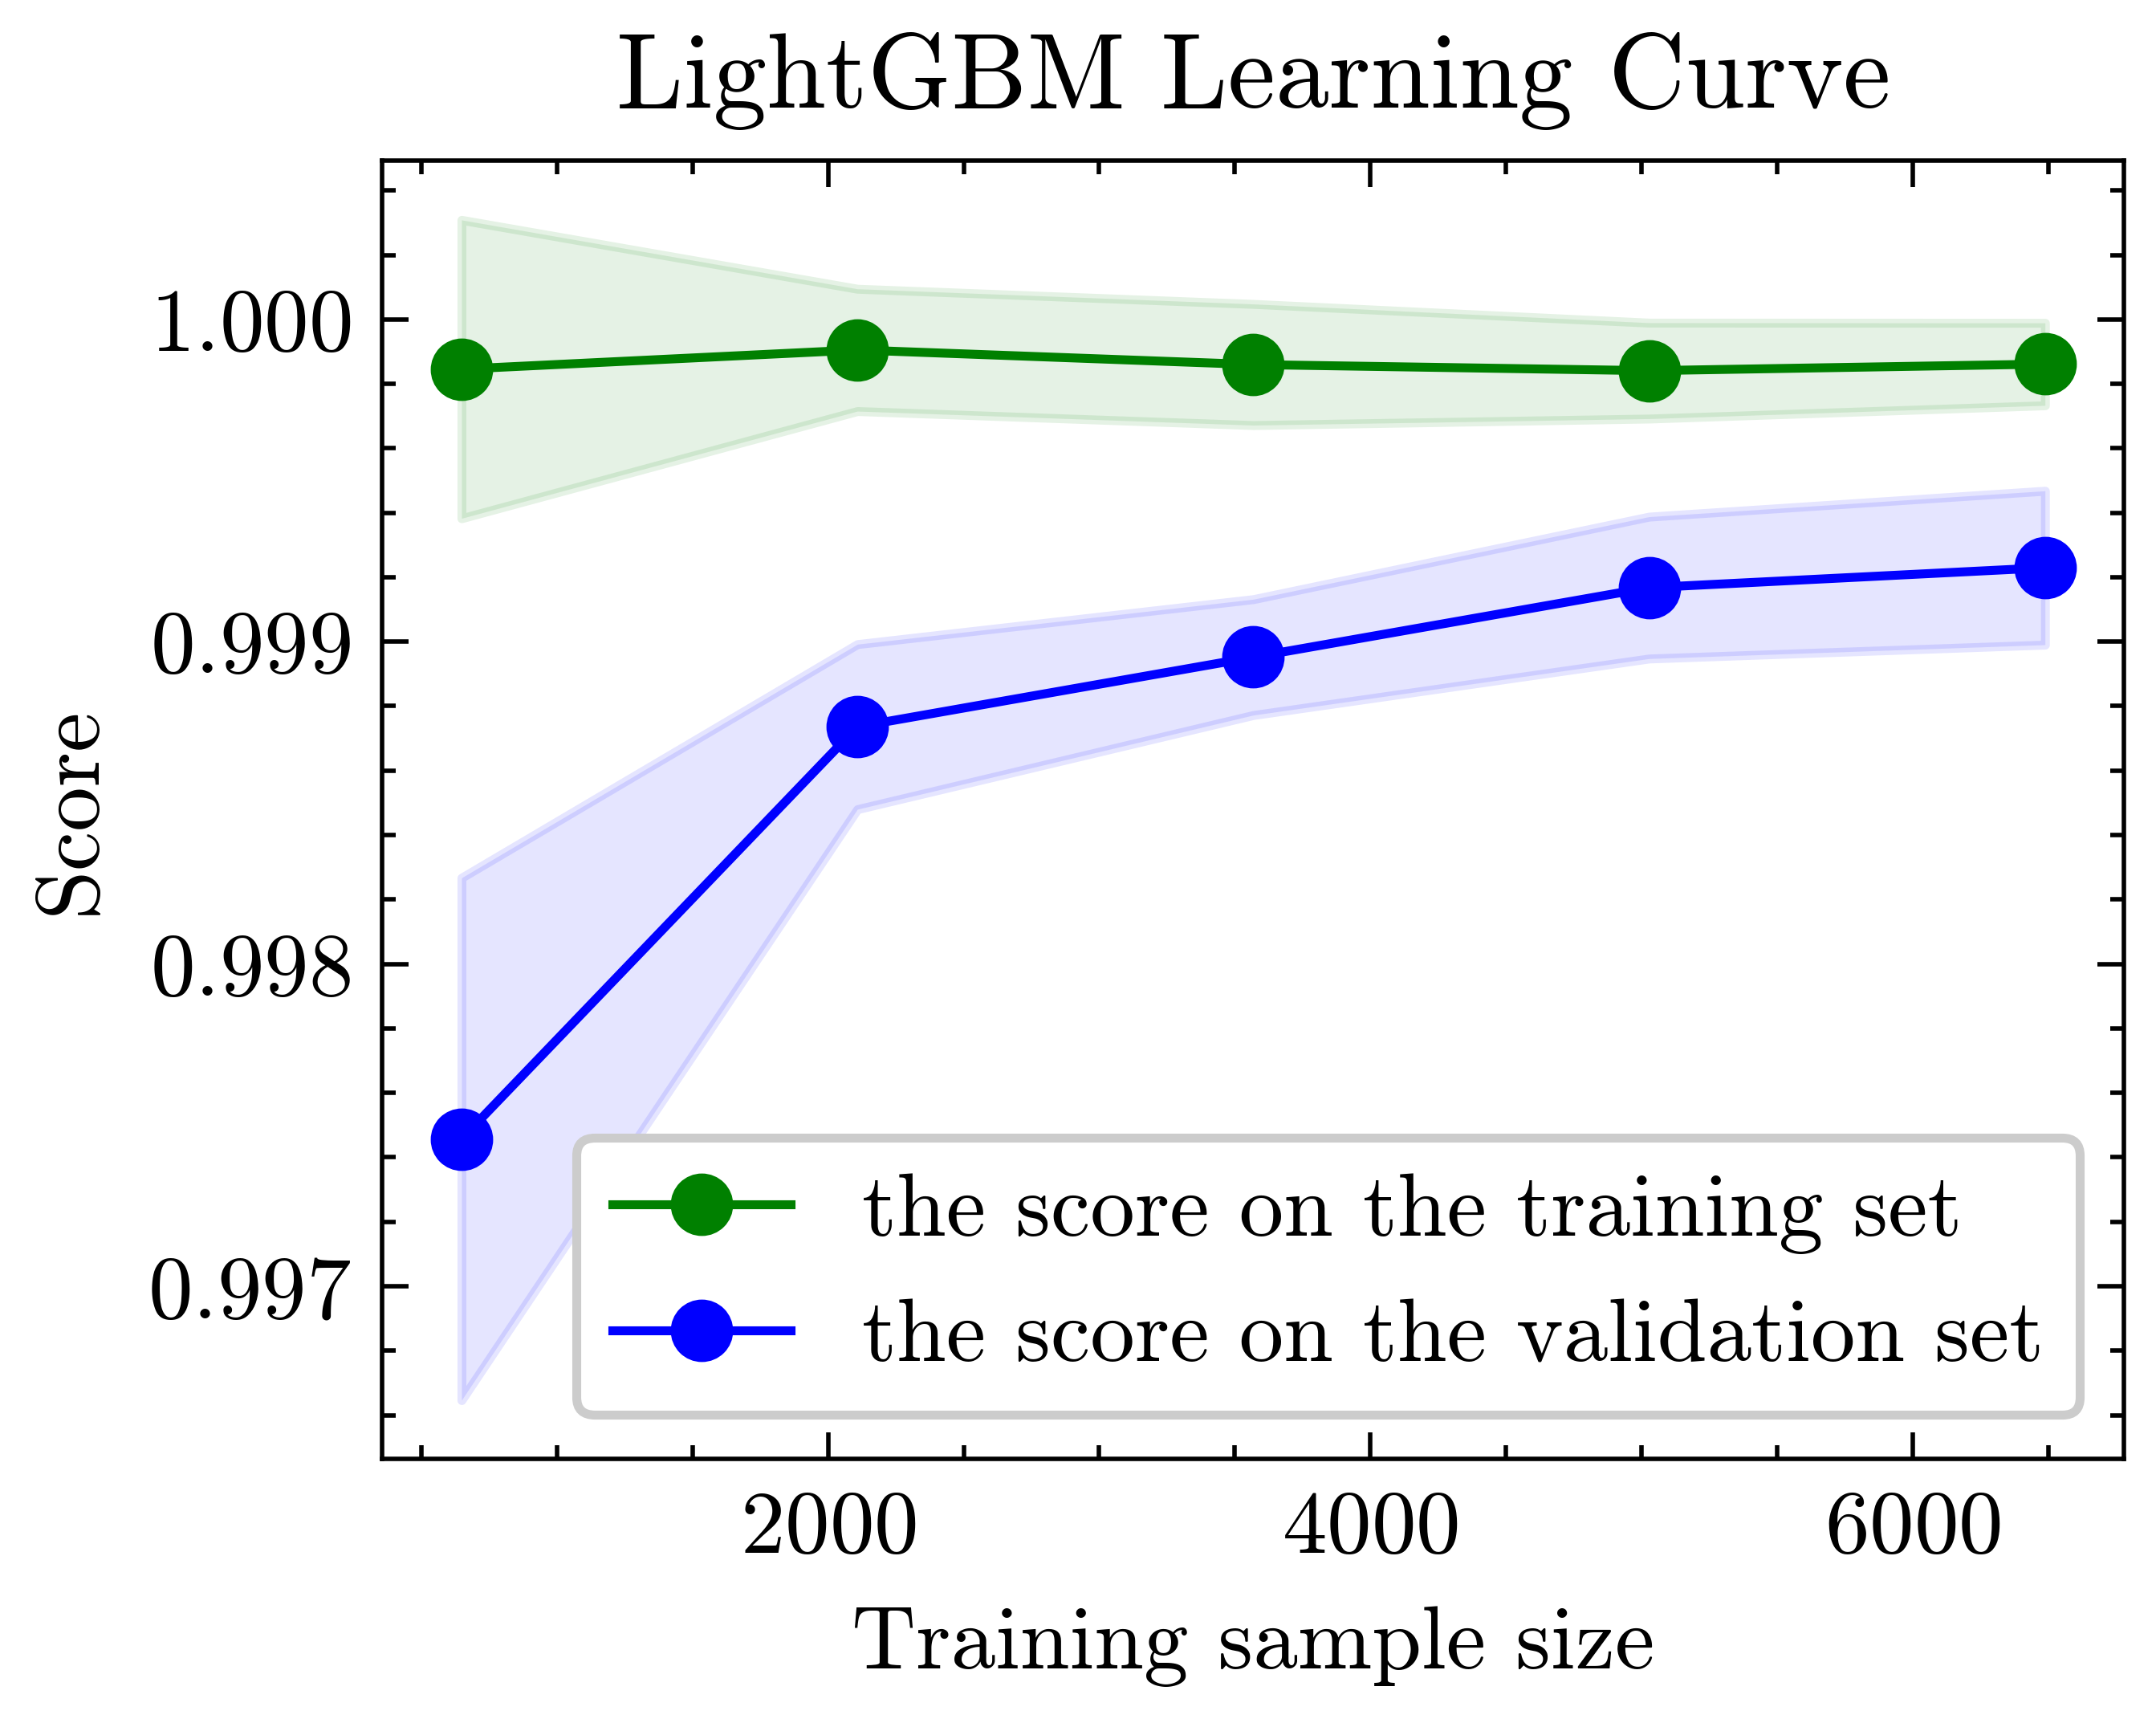 LightGBM Learning Curve
1.000
0.999
0.998
0.997
Score
the score on the training set
the score on the validation set
2000 4000 6000
Training sample size